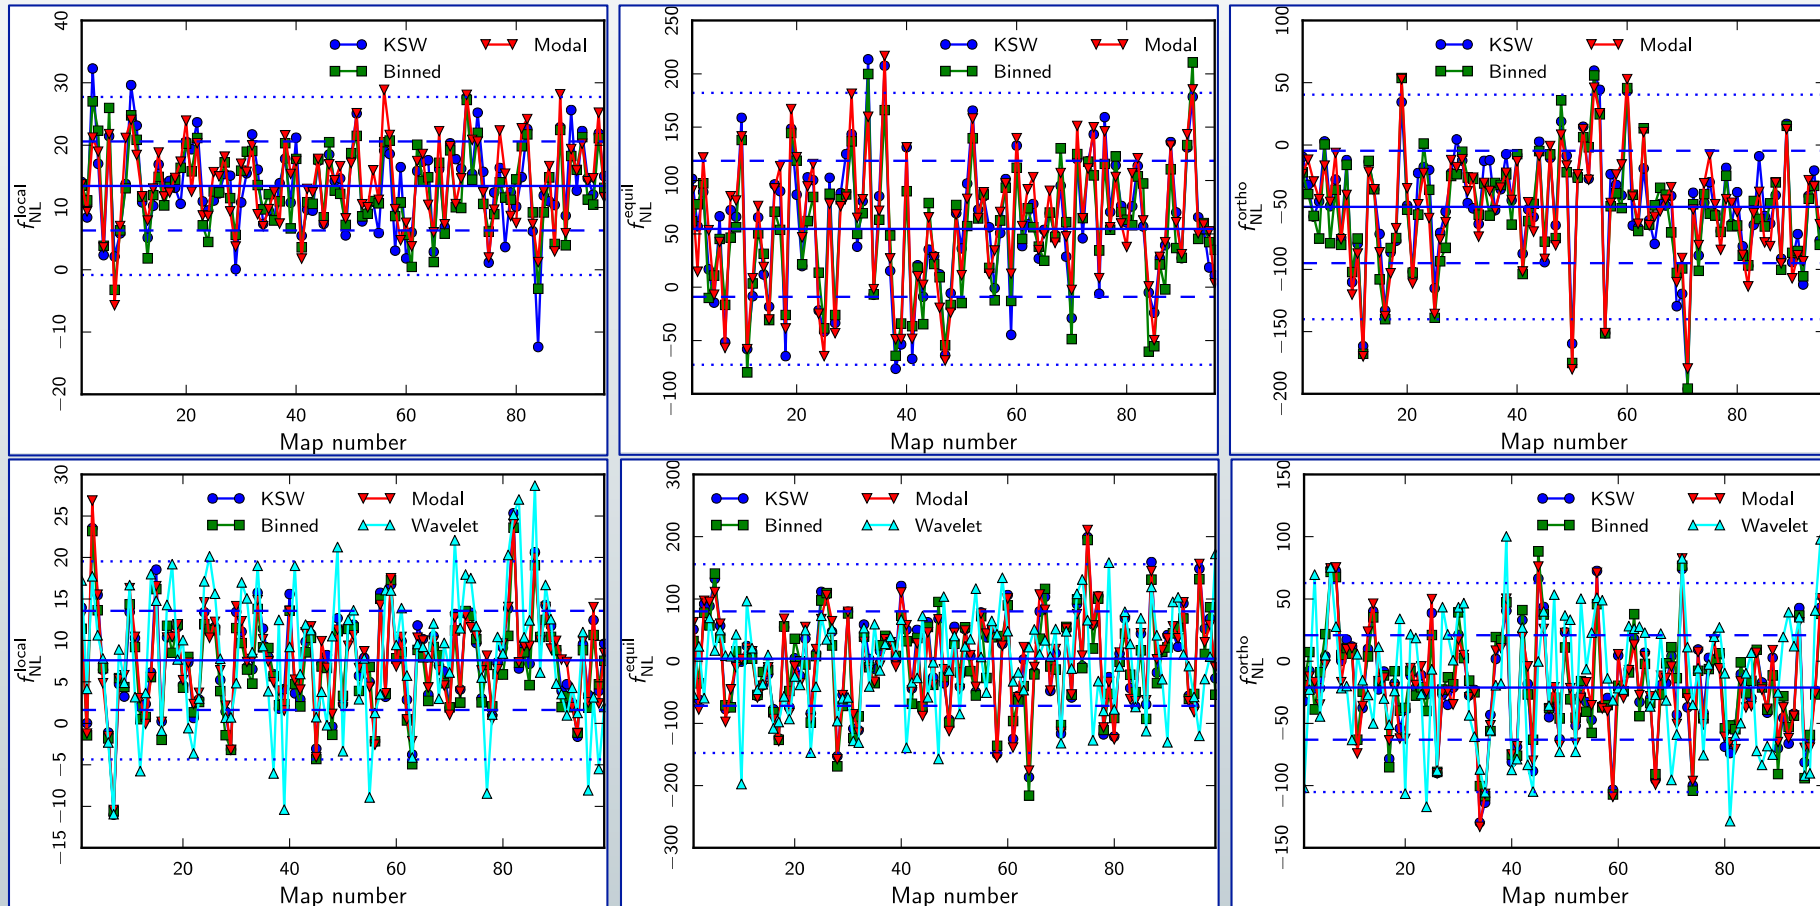 KSW Modal
Binned
40
30
20
10
0
−10
−20
f_NL^local
20 40 60 80
Map number
KSW Modal
Binned
250
200
150
100
50
0
−50
−100
f_NL^equil
20 40 60 80
Map number
KSW Modal
Binned
100
50
0
−50
−100
−150
−200
f_NL^ortho
20 40 60 80
Map number
KSW Modal
Binned Wavelet
30
25
20
15
10
5
0
−5
−10
−15
f_NL^local
20 40 60 80
Map number
KSW Modal
Binned Wavelet
300
200
100
0
−100
−200
−300
f_NL^equil
20 40 60 80
Map number
KSW Modal
Binned Wavelet
150
100
50
0
−50
−100
−150
f_NL^ortho
20 40 60 80
Map number